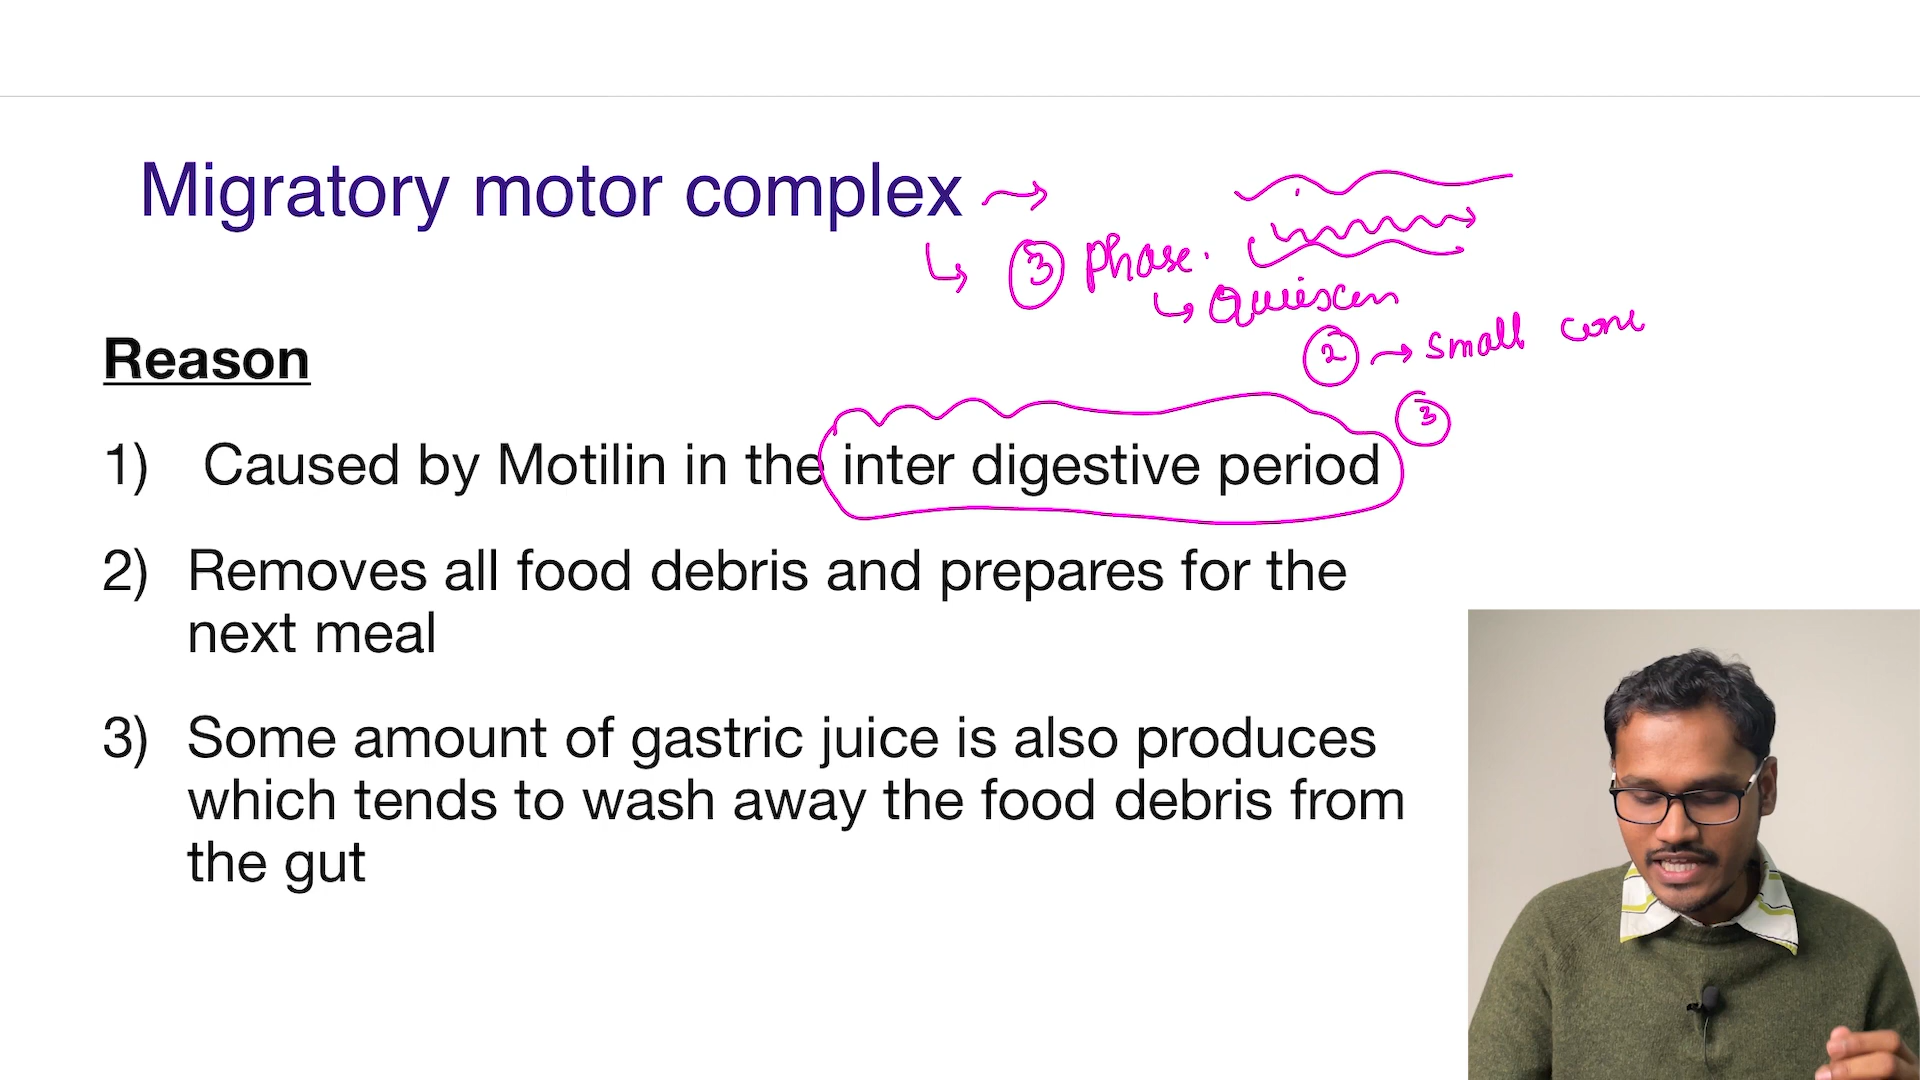 Migratory motor complex →
↳ ③ Phase.
↳ Quiescen
② → small conc
Reason
③
1) Caused by Motilin in the inter digestive period
2) Removes all food debris and prepares for the
next meal
3) Some amount of gastric juice is also produces
which tends to wash away the food debris from
the gut